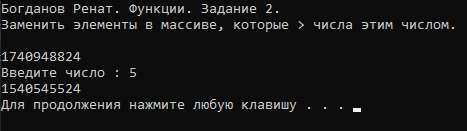 Богданов Ренат. Функции. Задание 2.
Заменить элементы в массиве, которые > числа этим числом.
1740948824
Введите число : 5
1540545524
Для продолжения нажмите любую клавишу . . .